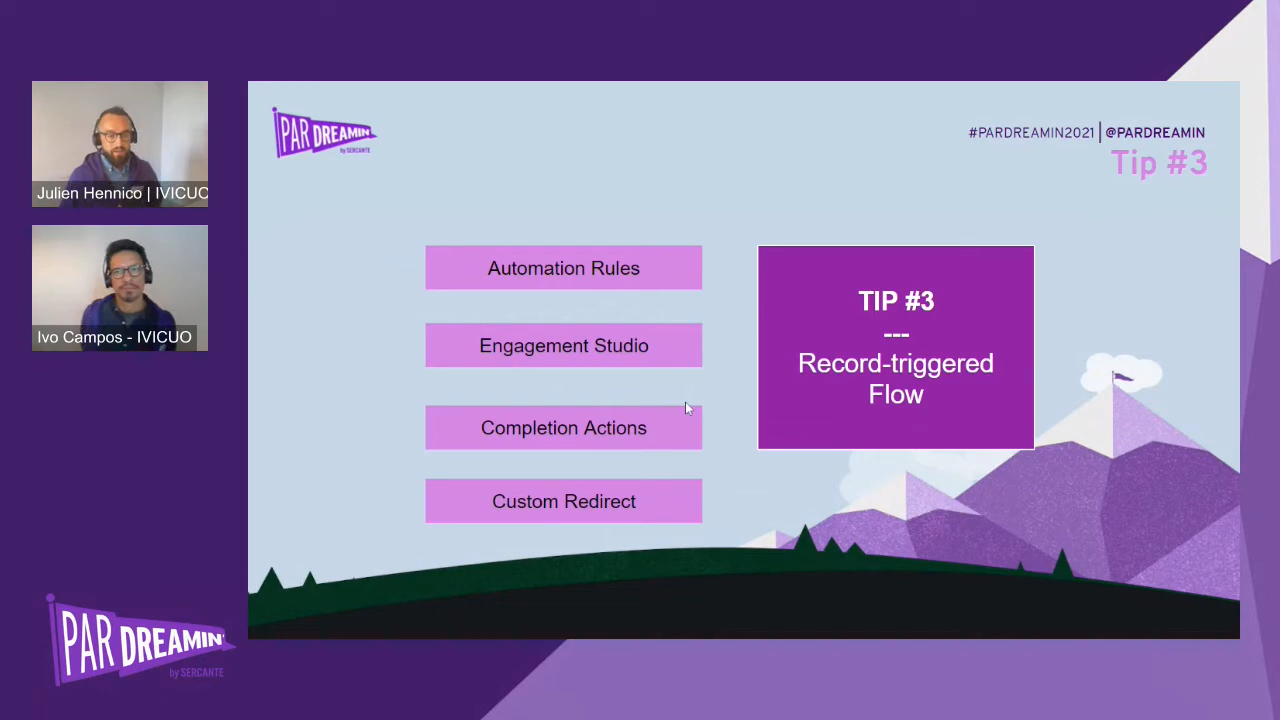 Julien Hennico | IVICUO
Ivo Campos - IVICUO
PAR DREAMIN'
by SERCANTE
#PARDREAMIN2021 | @PARDREAMIN
Tip #3
Automation Rules
Engagement Studio
Completion Actions
Custom Redirect
TIP #3
---
Record-triggered
Flow
PAR DREAMIN'
by SERCANTE